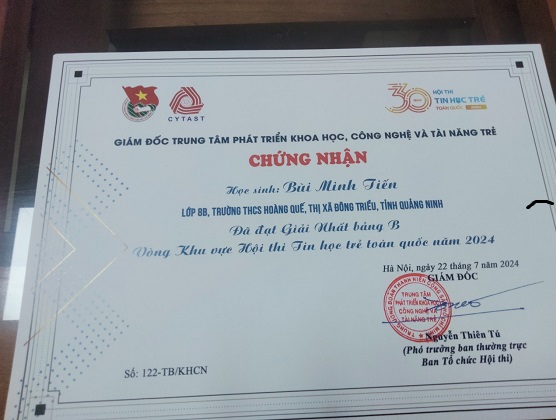 CYTAST
30 NĂM
HỘI THI
TIN HỌC TRẺ
TOÀN QUỐC 2024
GIÁM ĐỐC TRUNG TÂM PHÁT TRIỂN KHOA HỌC, CÔNG NGHỆ VÀ TÀI NĂNG TRẺ
CHỨNG NHẬN
Học sinh: Bùi Minh Tiến
LỚP 8B, TRƯỜNG THCS HOÀNG QUẾ, THỊ XÃ ĐÔNG TRIỀU, TỈNH QUẢNG NINH
Đã đạt Giải Nhất bảng B
Vòng Khu vực Hội thi Tin học trẻ toàn quốc năm 2024
Hà Nội, ngày 22 tháng 7 năm 2024
GIÁM ĐỐC
TRUNG TÂM
PHÁT TRIỂN KHOA HỌC
CÔNG NGHỆ VÀ
TÀI NĂNG TRẺ
Nguyễn Thiên Tú
(Phó trưởng ban thường trực
Ban Tổ chức Hội thi)
Số: 122-TB/KHCN